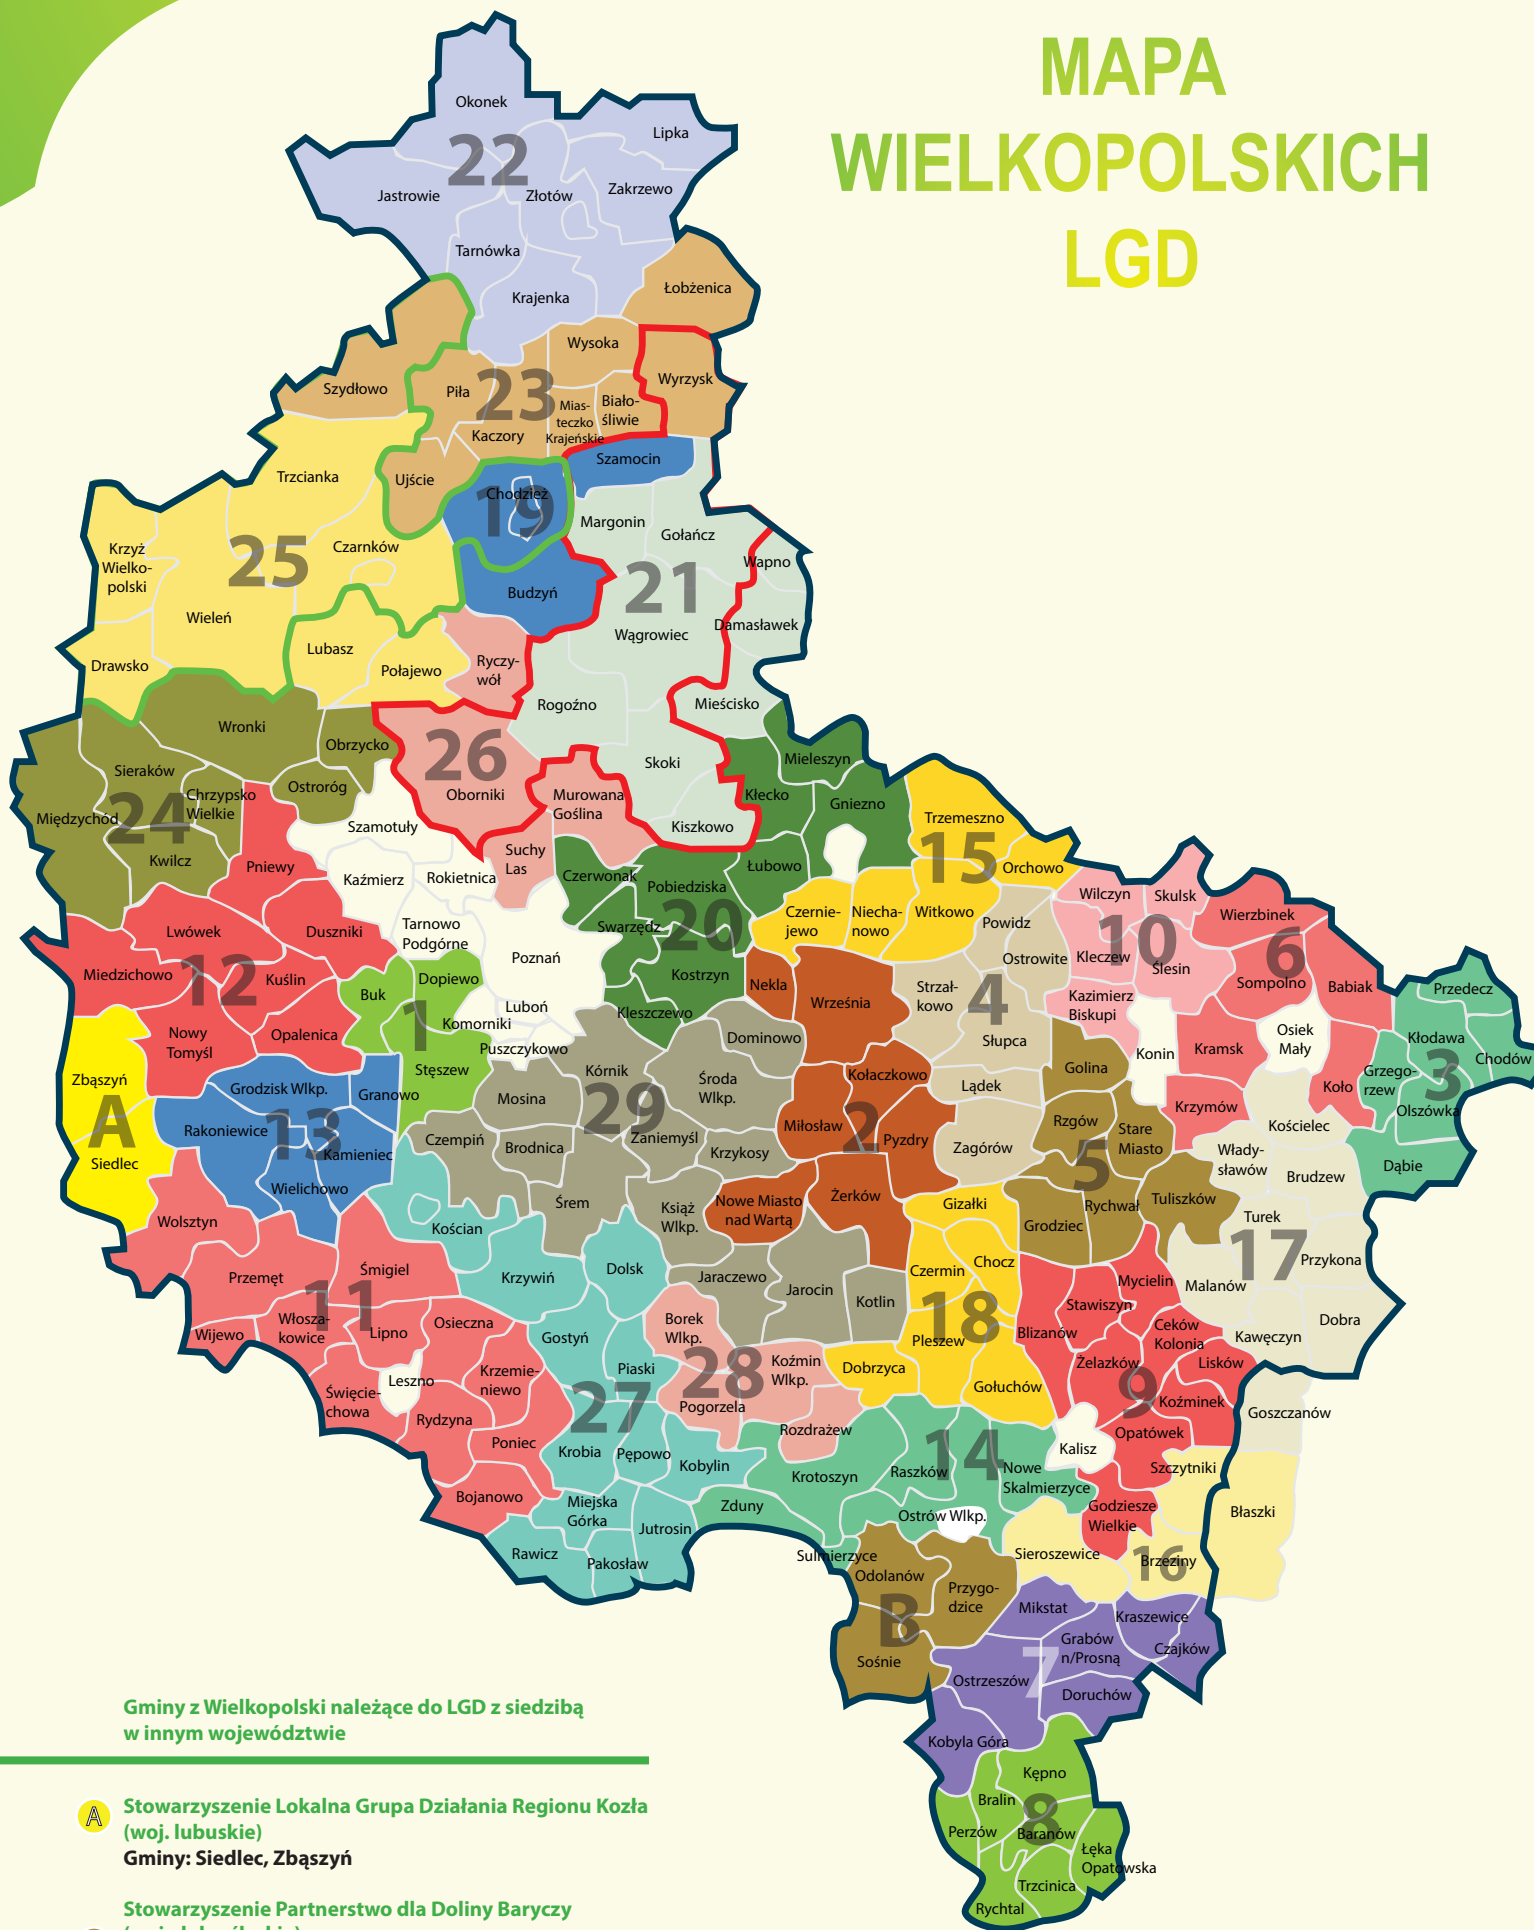 MAPA
WIELKOPOLSKICH
LGD
Okonek
Lipka
22
Jastrowie
Złotów
Zakrzewo
Tarnówka
Krajenka
Łobżenica
Wysoka
Szydłowo
Piła
23
Wyrzysk
Mias-
teczko
Krajeńskie
Biało-
śliwie
Kaczory
Szamocin
Trzcianka
Ujście
Chodzież
19
Margonin
Gołańcz
Krzyż
Wielko-
polski
25
Czarnków
Wapno
Budzyń
21
Wieleń
Wągrowiec
Damasławek
Drawsko
Lubasz
Połajewo
Ryczy-
wół
Rogoźno
Mieścisko
Wronki
Obrzycko
26
Skoki
Mieleszyn
Sieraków
Ostroróg
Chrzypsko
Wielkie
Oborniki
Murowana
Goślina
Kłecko
Gniezno
Międzychód
24
Szamotuły
Kiszkowo
Trzemeszno
Kwilcz
Pniewy
Kaźmierz
Rokietnica
Suchy
Las
Czerwonak
Pobiedziska
Łubowo
15
Orchowo
Wilczyn
Skulsk
Lwówek
Duszniki
Tarnowo
Podgórne
Swarzędz
20
Czernie-
jewo
Niecha-
nowo
Witkowo
Powidz
Wierzbinek
Miedzichowo
12
Kuślin
Buk
Dopiewo
Poznań
Kostrzyn
Nekla
Września
Strzał-
kowo
Ostrowite
Kleczew
10
Ślesin
6
Sompolno
Babiak
Przedecz
4
Kazimierz
Biskupi
Nowy
Tomyśl
Opalenica
1
Luboń
Komorniki
Kleszczewo
Dominowo
Słupca
Konin
Kramsk
Osiek
Mały
Kłodawa
Chodów
Puszczykowo
Zbąszyń
Grodzisk Wlkp.
Granowo
Stęszew
Kórnik
Środa
Wlkp.
Kołaczkowo
Lądek
Golina
Koło
Grzego-
rzew
3
Olszówka
A
Rakoniewice
13
Kamieniec
Mosina
29
Zaniemyśl
Miłosław
2
Pyzdry
Zagórów
Rzgów
Stare
Miasto
Krzymów
Kościelec
Siedlec
Wielichowo
Czempiń
Brodnica
Krzykosy
5
Włady-
sławów
Brudzew
Dąbie
Wolsztyn
Kościan
Śrem
Książ
Wlkp.
Nowe Miasto
nad Wartą
Żerków
Gizałki
Grodziec
Rychwał
Tuliszków
Turek
17
Przykona
Przemęt
Śmigiel
Krzywiń
Dolsk
Jaraczewo
Jarocin
Kotlin
Czermin
Chocz
Mycielin
Malanów
11
Wijewo
Włosza-
kowice
Lipno
Osieczna
Gostyń
Borek
Wlkp.
18
Pleszew
Blizanów
Stawiszyn
Ceków
Kolonia
Kawęczyn
Dobra
Leszno
Krzemie-
niewo
Piaski
28
Koźmin
Wlkp.
Dobrzyca
Gołuchów
Żelazków
Lisków
9
Koźminek
Święcie-
chowa
Rydzyna
27
Pogorzela
Rozdrażew
Goszczanów
Poniec
Krobia
Pępowo
Kobylin
Krotoszyn
Raszków
14
Nowe
Skalmierzyce
Kalisz
Opatówek
Szczytniki
Bojanowo
Miejska
Górka
Zduny
Ostrów Wlkp.
Godziesze
Wielkie
Błaszki
Jutrosin
Rawicz
Pakosław
Sulmierzyce
Sieroszewice
16
Brzeziny
Odolanów
Przygo-
dzice
B
Mikstat
Kraszewice
Sośnie
Grabów
n/Prosną
Czajków
7
Ostrzeszów
Doruchów
Kobyla Góra
Kępno
Bralin
8
Perzów
Baranów
Łęka
Opatowska
Trzcinica
Rychtal
Gminy z Wielkopolski należące do LGD z siedzibą
w innym województwie
A
Stowarzyszenie Lokalna Grupa Działania Regionu Kozła
(woj. lubuskie)
Gminy: Siedlec, Zbąszyń
Stowarzyszenie Partnerstwo dla Doliny Baryczy